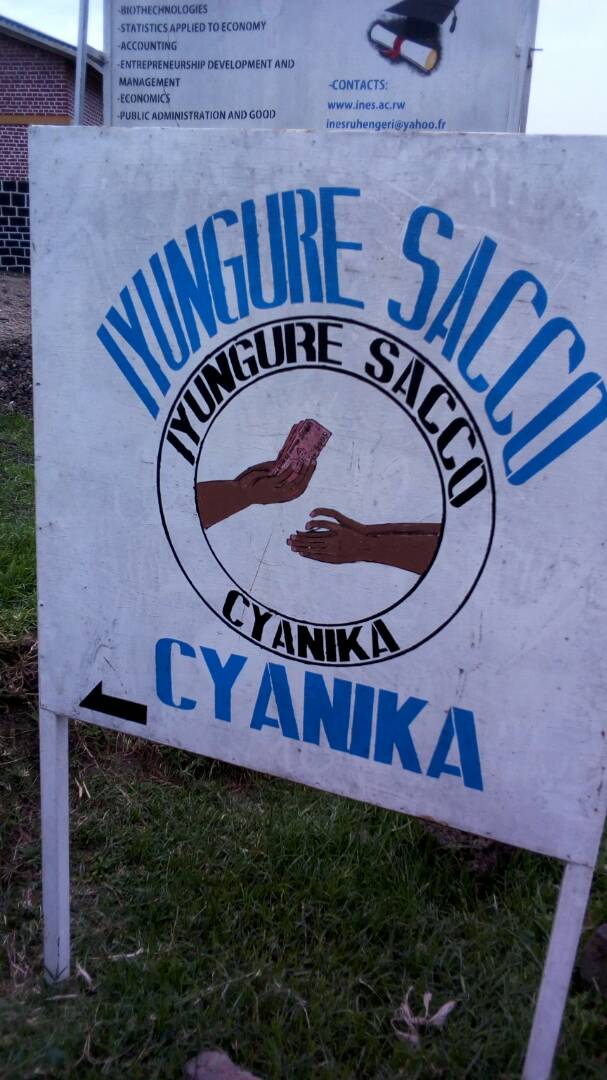 -BIOTHECHNOLOGIES
-STATISTICS APPLIED TO ECONOMY
-ACCOUNTING
-ENTREPRENEURSHIP DEVELOPMENT AND
MANAGEMENT
-ECONOMICS
-PUBLIC ADMINISTRATION AND GOOD
-CONTACTS:
www.ines.ac.rw
inesruhengeri@yahoo.fr
IYUNGURE SACCO
IYUNGURE SACCO
CYANIKA
CYANIKA